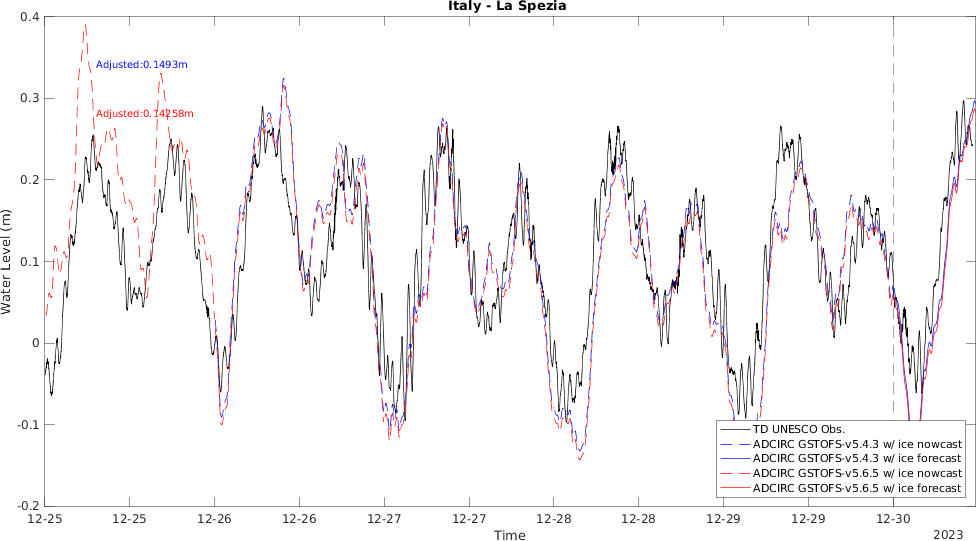 Italy - La Spezia
0.4
0.3
0.2
0.1
0
-0.1
-0.2
Water Level (m)
Adjusted:0.1493m
Adjusted:0.14258m
TD UNESCO Obs.
ADCIRC GSTOFS-v5.4.3 w/ ice nowcast
ADCIRC GSTOFS-v5.4.3 w/ ice forecast
ADCIRC GSTOFS-v5.6.5 w/ ice nowcast
ADCIRC GSTOFS-v5.6.5 w/ ice forecast
12-25 12-25 12-26 12-26 12-27 12-27 12-28 12-28 12-29 12-29 12-30
Time
2023